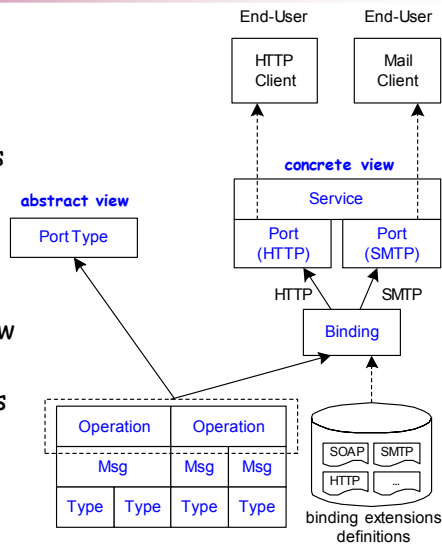 End-User End-User
HTTP Client
Mail Client
s
concrete view
abstract view
Service
Port Type
Port (HTTP)
Port (SMTP)
HTTP SMTP
w
Binding
s
Operation Operation
Msg Msg Msg
Type Type Type Type
SOAP SMTP
HTTP ...
binding extensions
definitions